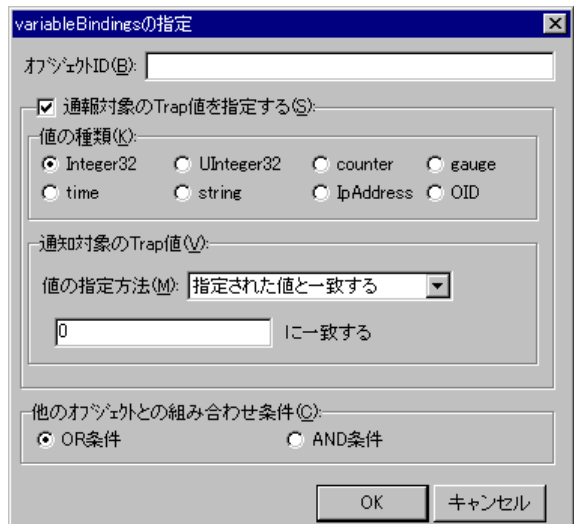 variableBindingsの指定
ｵﾌﾞｼﾞｪｸﾄID(B):
通報対象のTrap値を指定する(S):
値の種類(K):
Integer32 UInteger32 counter gauge
time string IpAddress OID
通知対象のTrap値(V):
値の指定方法(M): 指定された値と一致する
0 に一致する
他のｵﾌﾞｼﾞｪｸﾄとの組み合わせ条件(C):
OR条件 AND条件
OK キャンセル